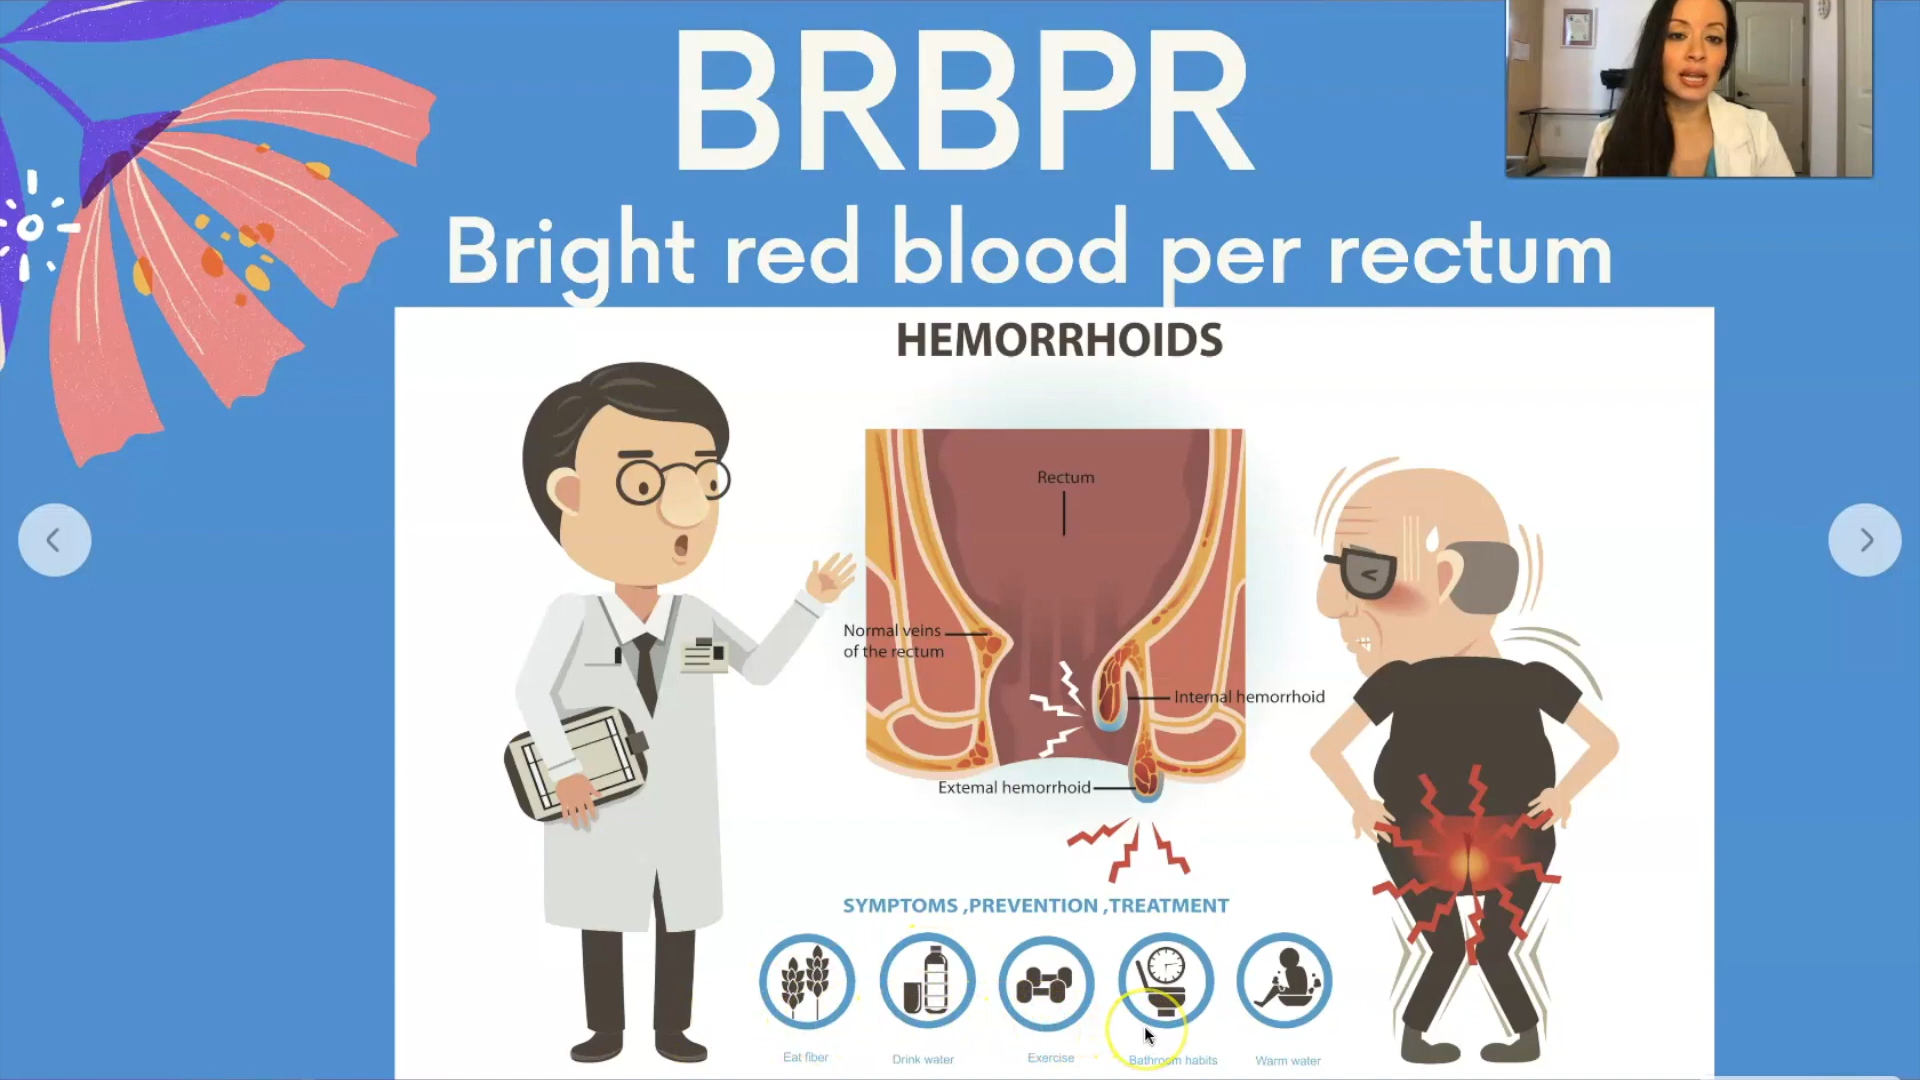 BRBPR
Bright red blood per rectum
HEMORRHOIDS
Rectum
Normal veins
of the rectum
Internal hemorrhoid
External hemorrhoid
SYMPTOMS ,PREVENTION ,TREATMENT
Eat fiber
Drink water
Exercise
Bathroom habits
Warm water